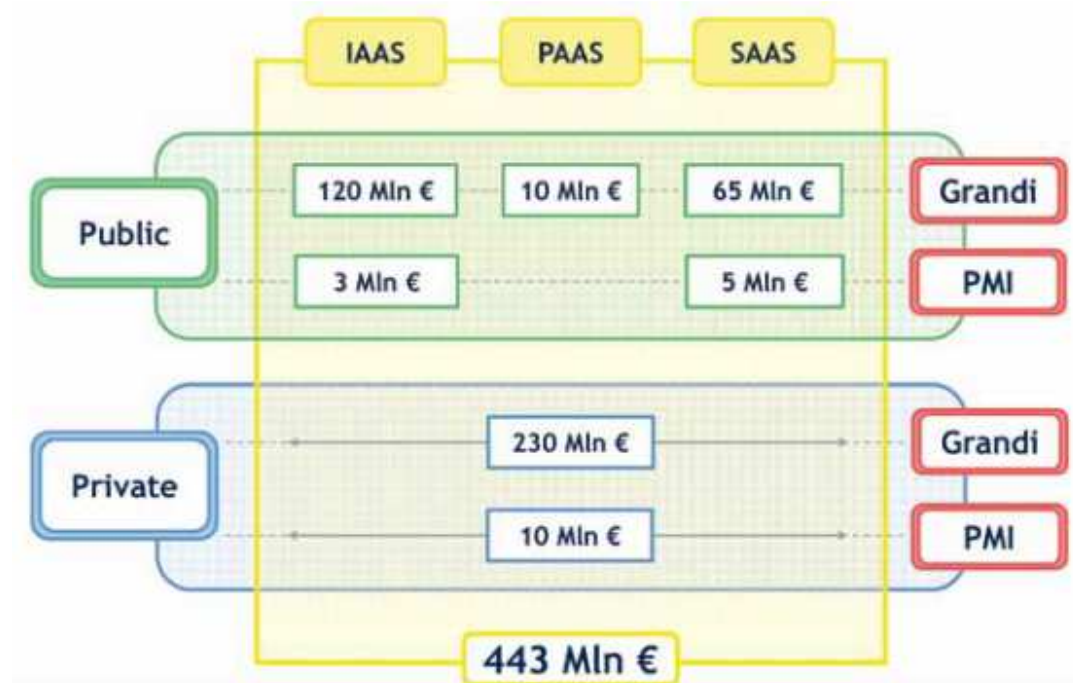 IAAS PAAS SAAS
120 Mln € 10 Mln € 65 Mln € Grandi
Public
3 Mln € 5 Mln € PMI
230 Mln € Grandi
Private
10 Mln € PMI
443 Mln €